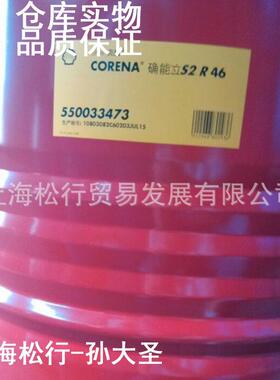 仓库实物
品质保证
CORENA 确能立 S2 R 46
550033473
上海松行贸易发展有限
海松行-孙大圣